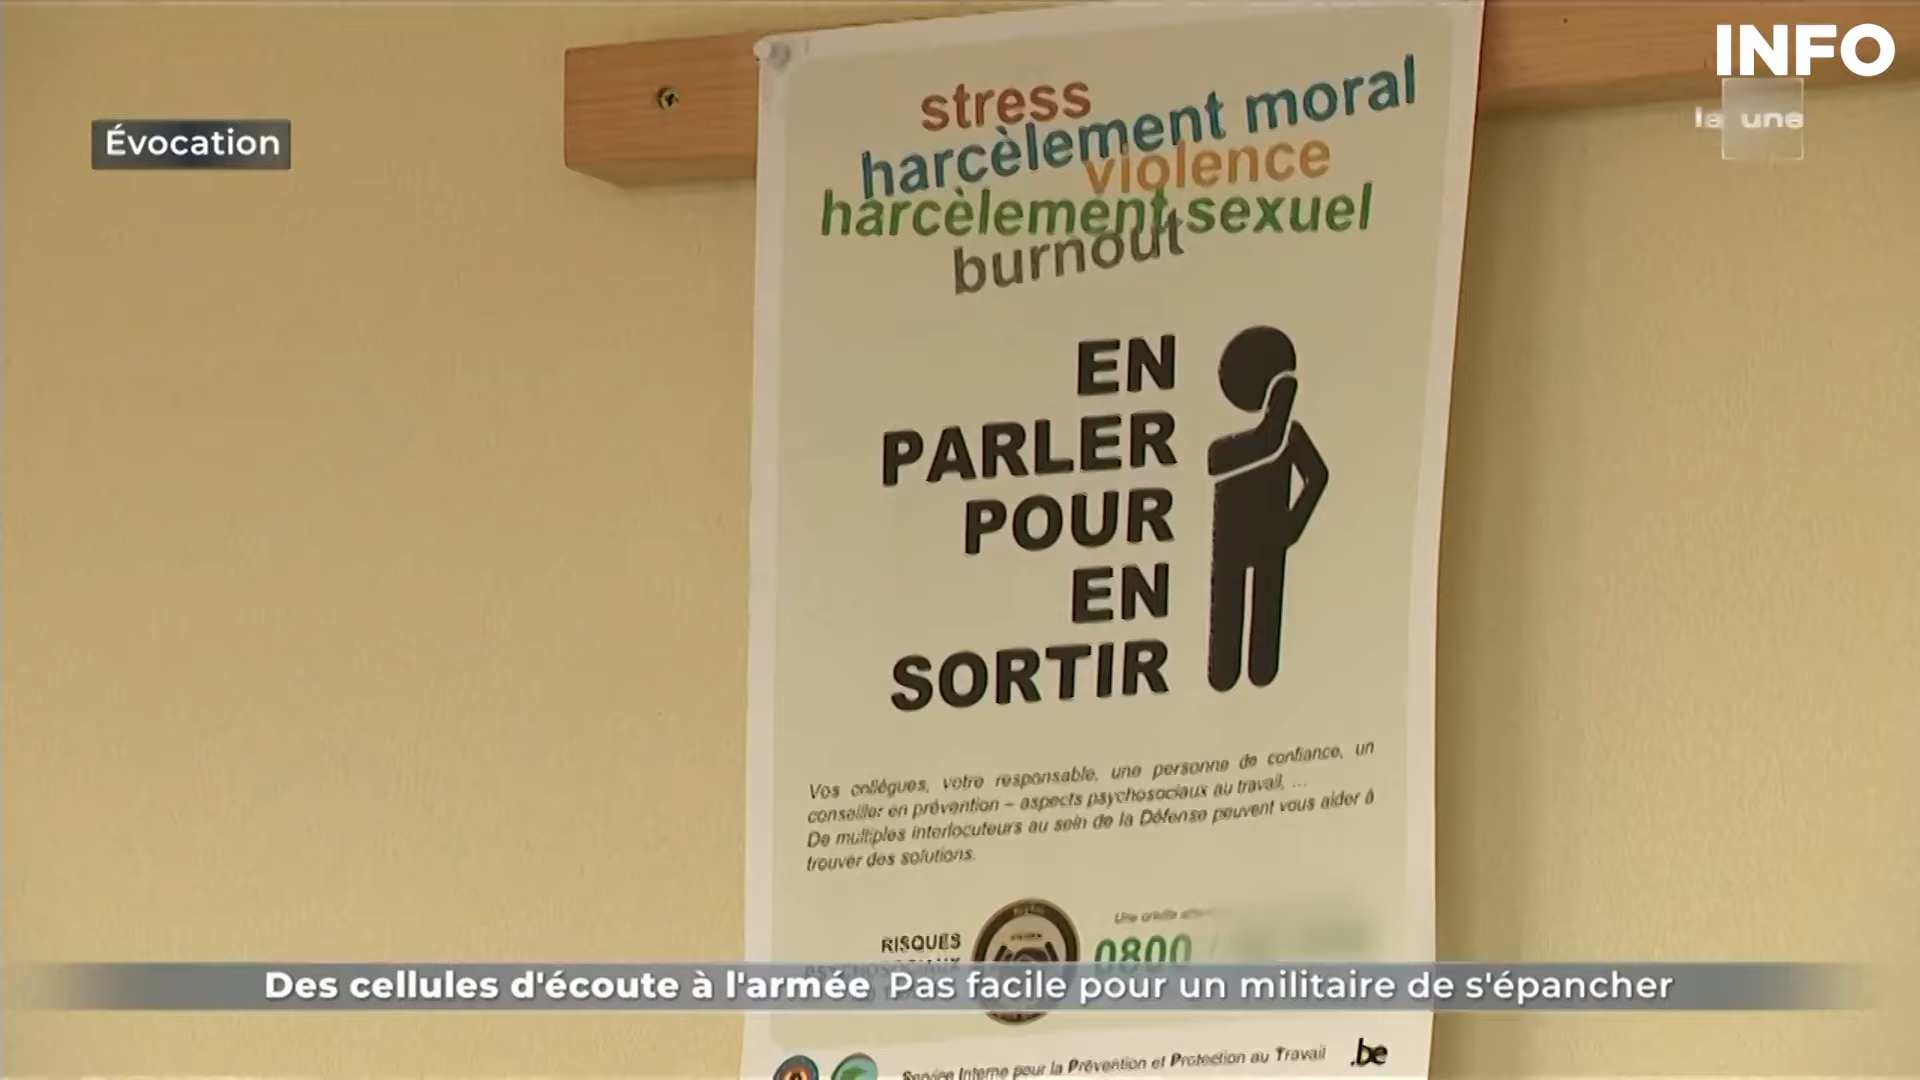 INFO
la une
Évocation
stress
harcèlement moral
violence
harcèlement sexuel
burnout
EN
PARLER
POUR
EN
SORTIR
Vos collègues, votre responsable, une personne de confiance, un
conseiller en prévention – aspects psychosociaux au travail, ...
De multiples interlocuteurs au sein de la Défense peuvent vous aider à
trouver des solutions.
RISQUES
Une oreille
0800
Des cellules d'écoute à l'armée Pas facile pour un militaire de s'épancher
Service Interne pour la Prévention et Protection au Travail
.be